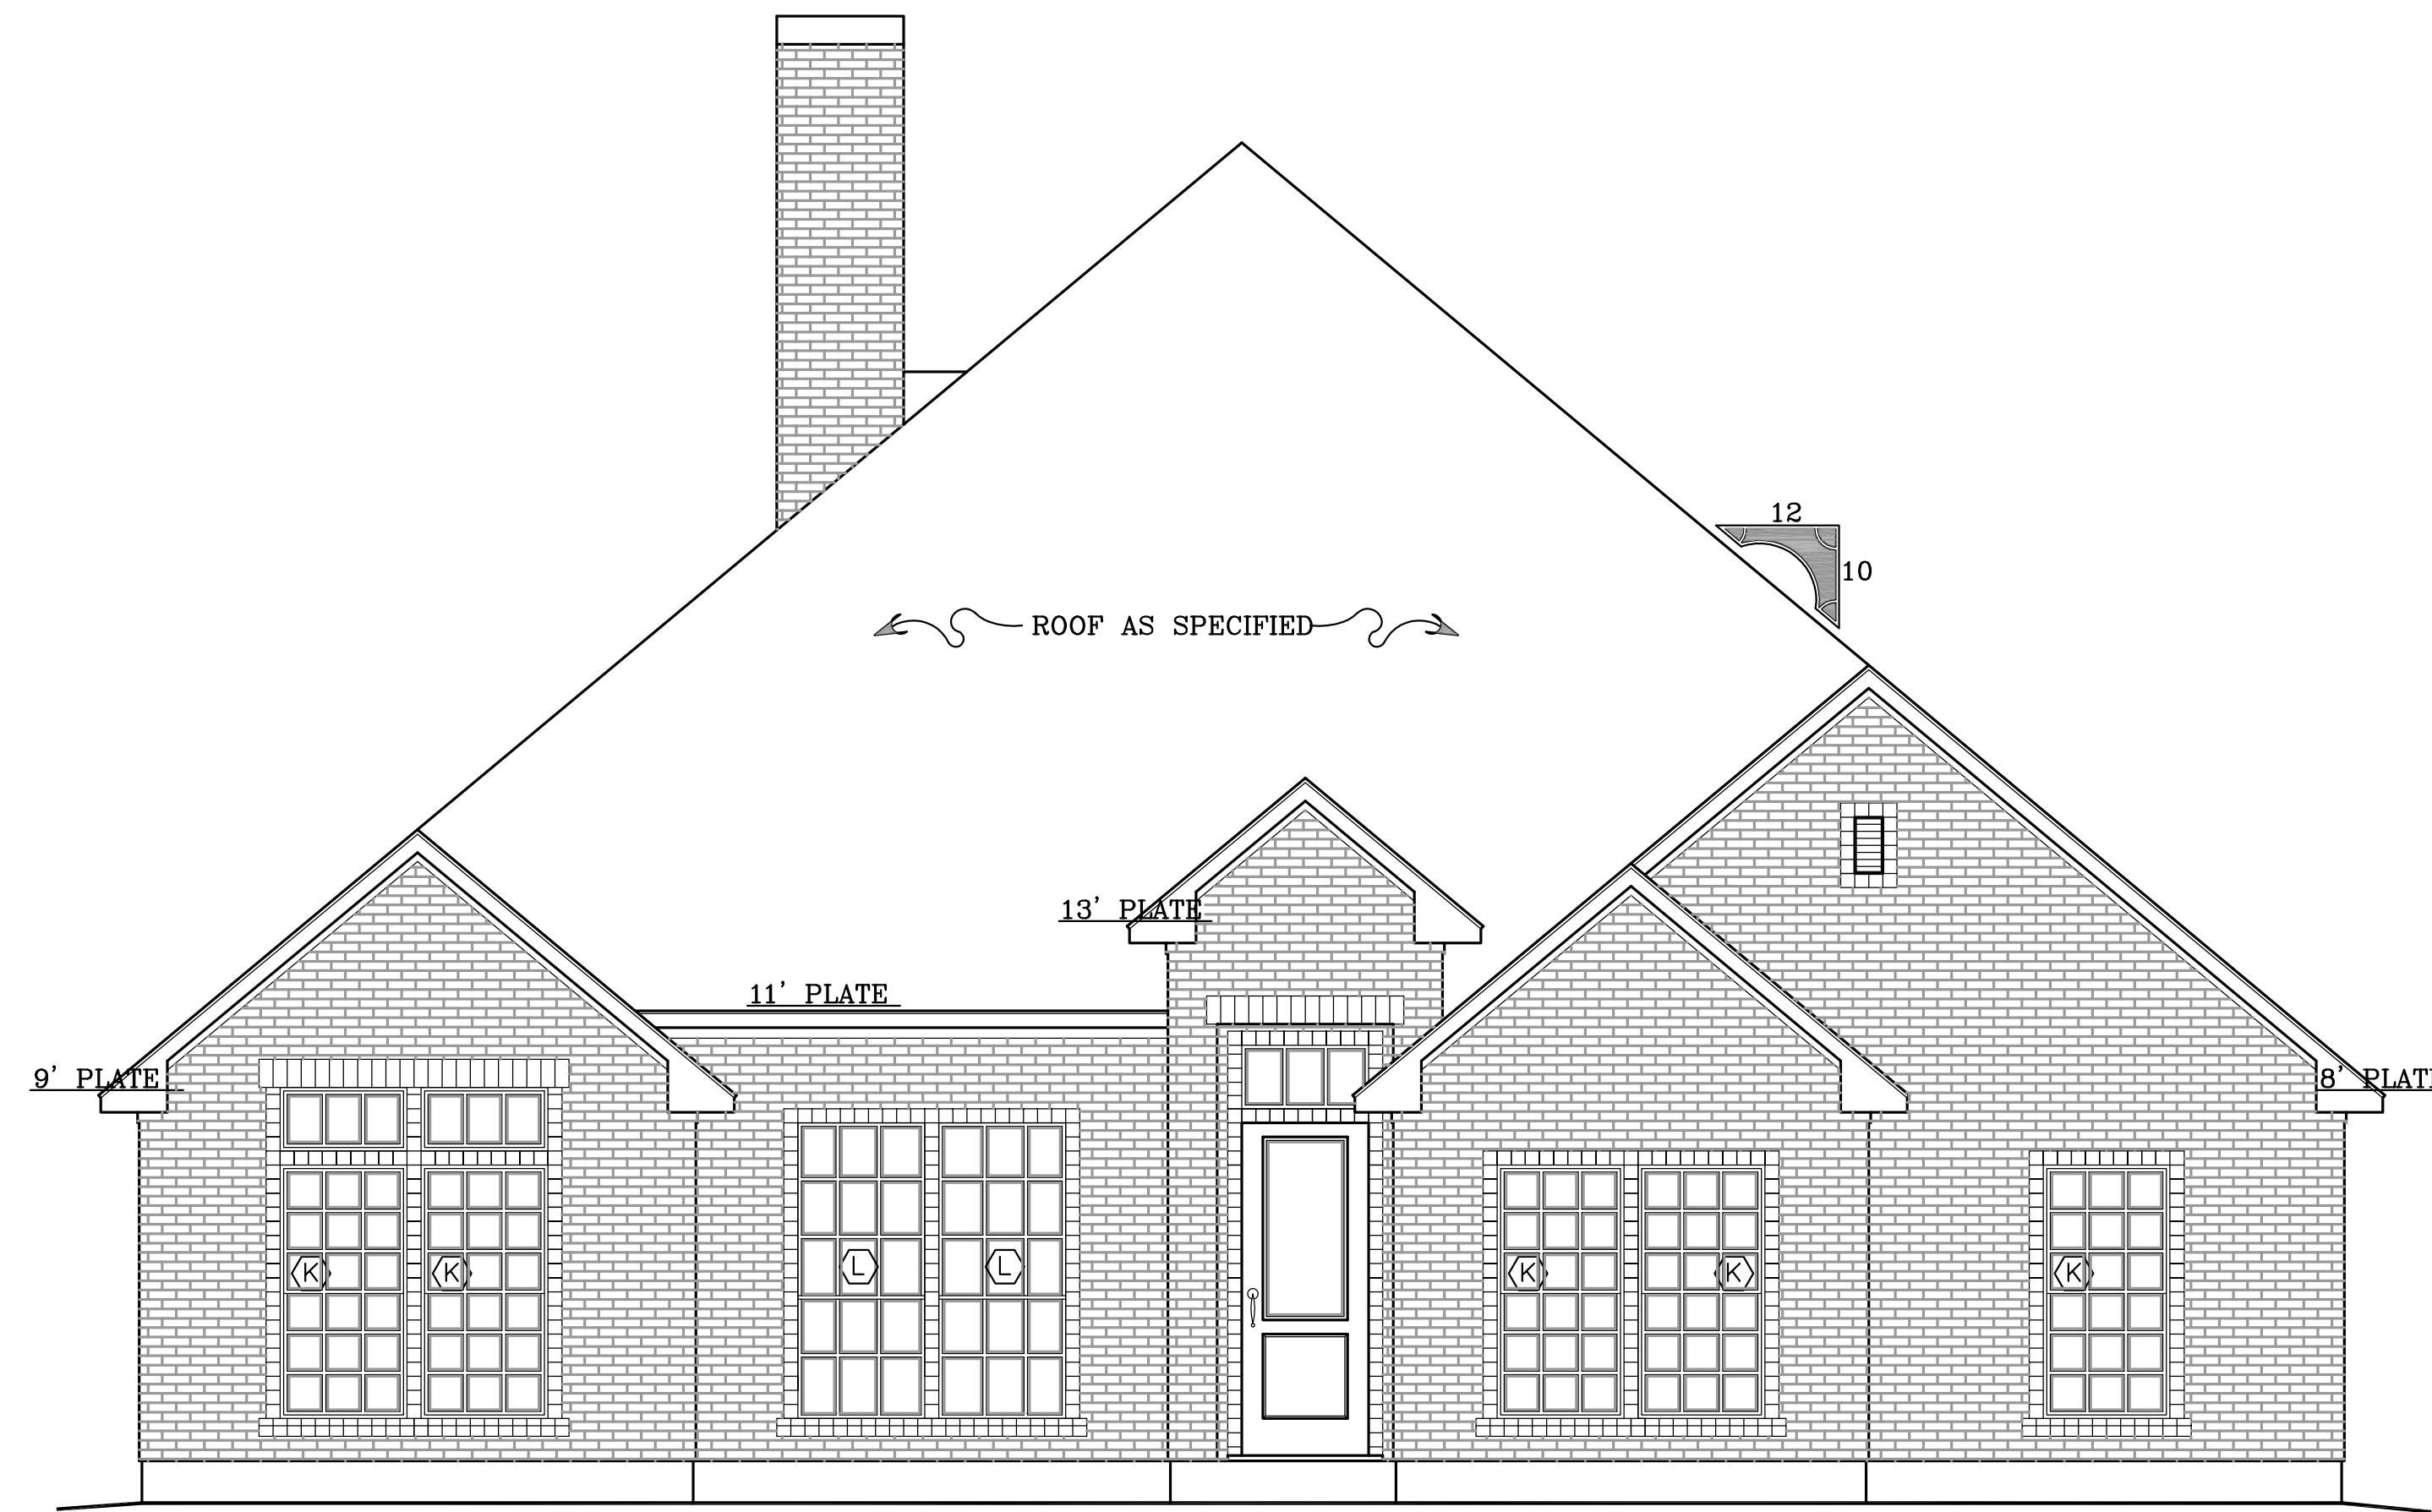 12
10
ROOF AS SPECIFIED
13' PLATE
11' PLATE
9' PLATE
8' PLATE
K
K
L
L
K
K
K